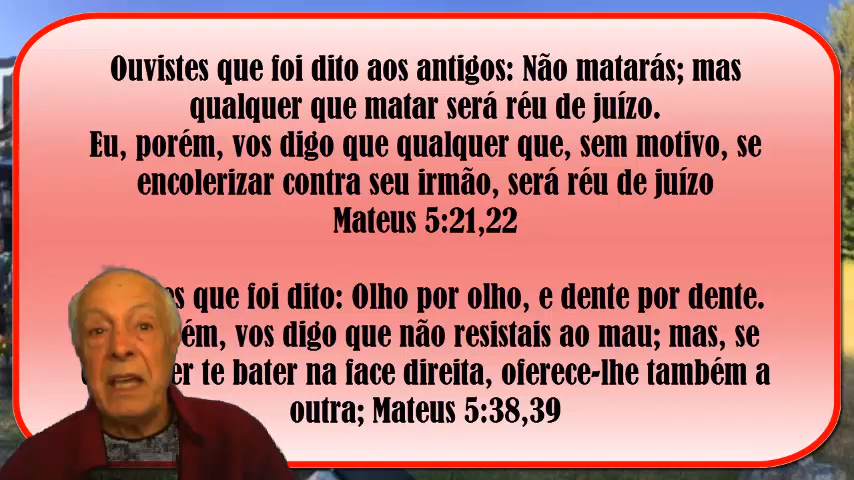 Ouvistes que foi dito aos antigos: Não matarás; mas
qualquer que matar será réu de juízo.
Eu, porém, vos digo que qualquer que, sem motivo, se
encolerizar contra seu irmão, será réu de juízo
Mateus 5:21,22
que foi dito: Olho por olho, e dente por dente.
vos digo que não resistais ao mau; mas, se
te bater na face direita, oferece-lhe também a
outra; Mateus 5:38,39